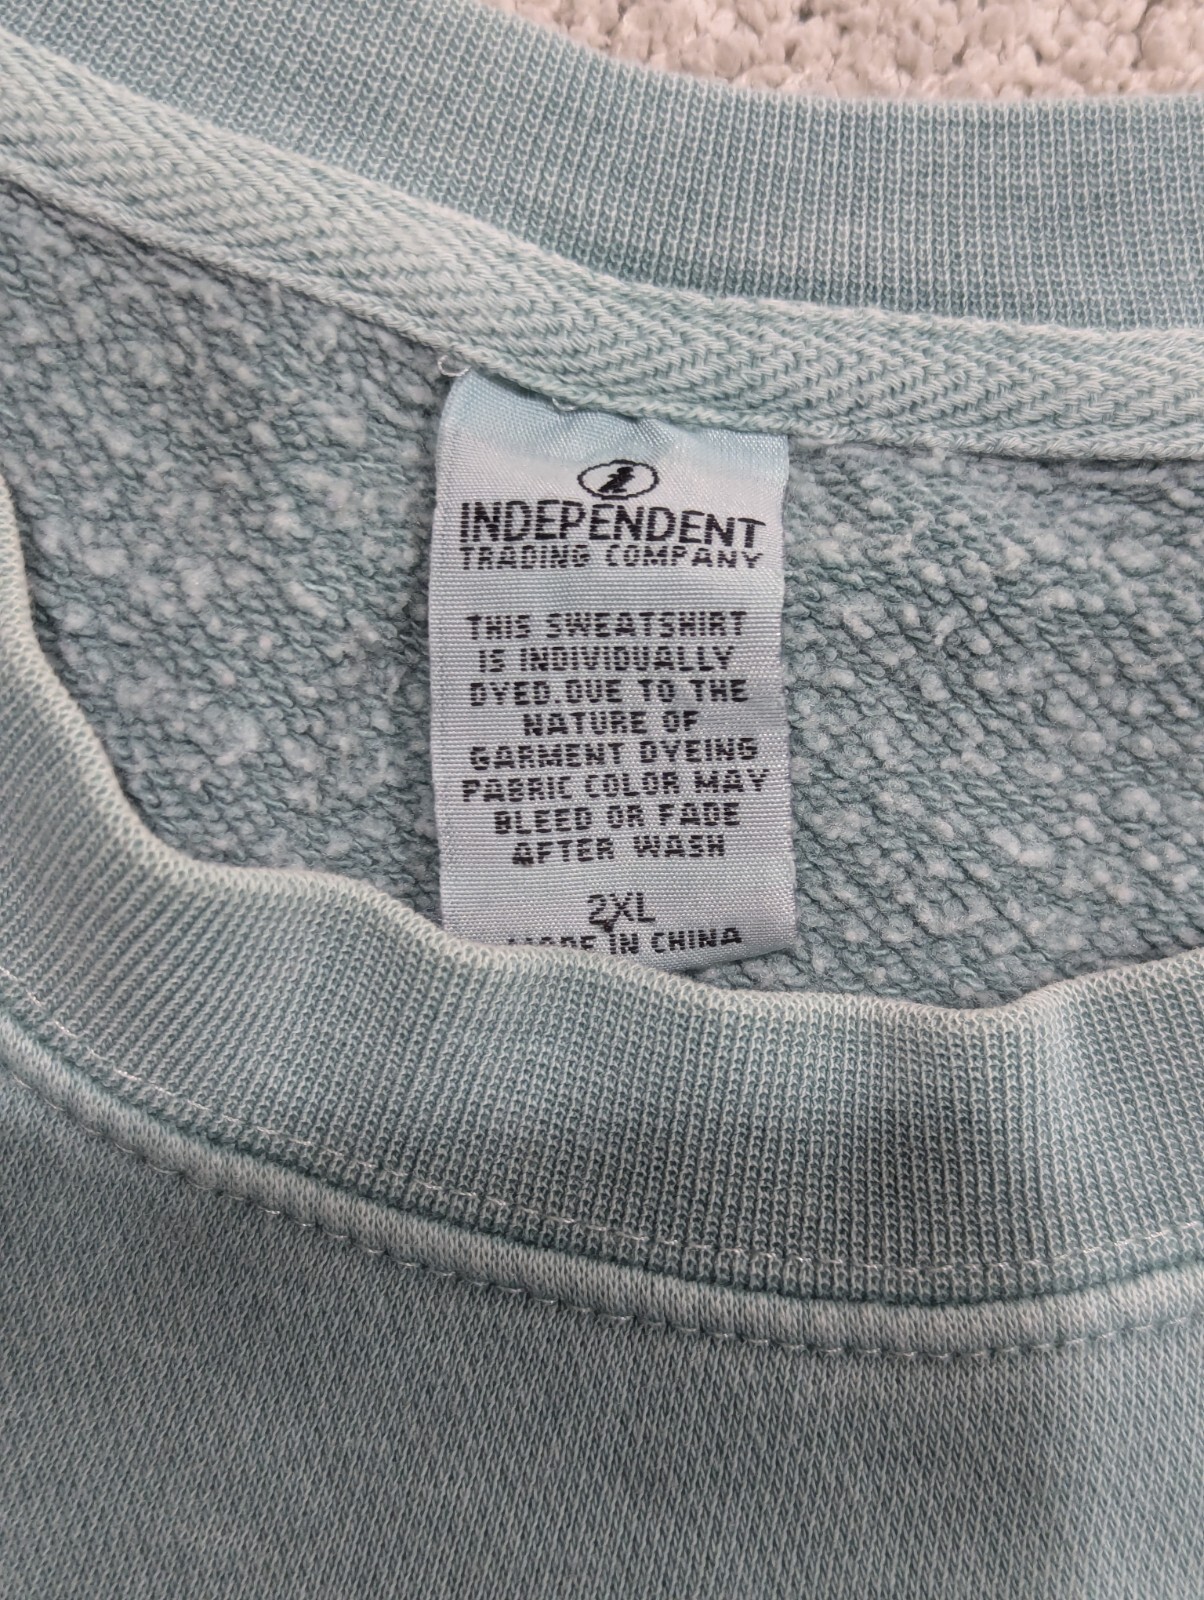 INDEPENDENT
TRADING COMPANY
THIS SWEATSHIRT
IS INDIVIDUALLY
DYED.DUE TO THE
NATURE OF
GARMENT DYEING
FABRIC COLOR MAY
BLEED OR FADE
AFTER WASH
2XL
MADE IN CHINA